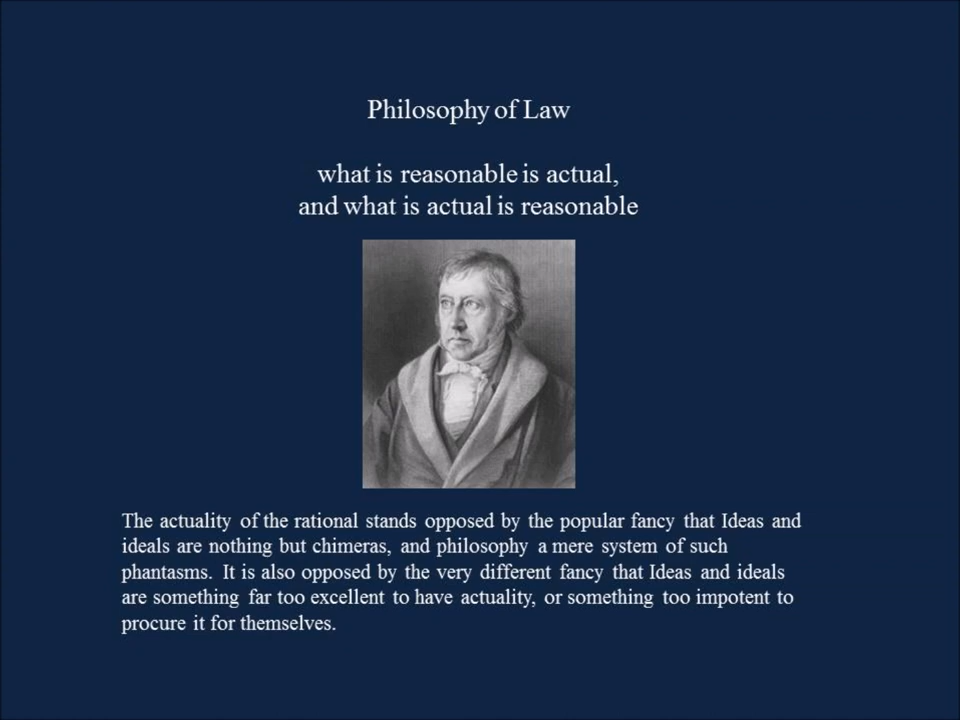 Philosophy of Law
what is reasonable is actual,
and what is actual is reasonable
The actuality of the rational stands opposed by the popular fancy that Ideas and
ideals are nothing but chimeras, and philosophy a mere system of such
phantasms. It is also opposed by the very different fancy that Ideas and ideals
are something far too excellent to have actuality, or something too impotent to
procure it for themselves.